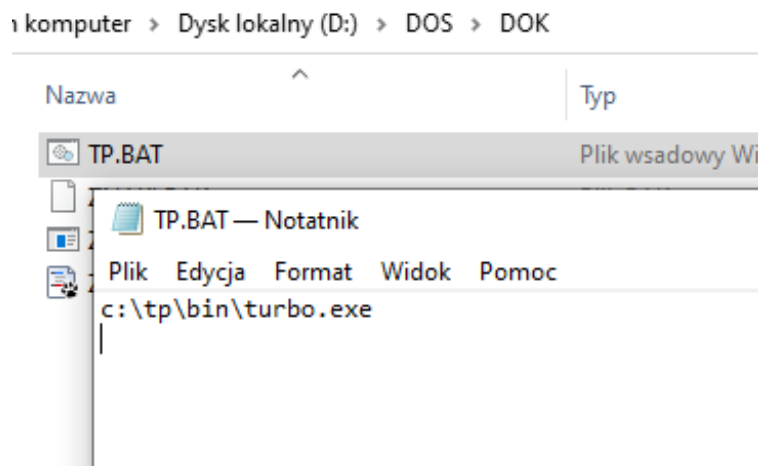 komputer > Dysk lokalny (D:) > DOS > DOK
Nazwa Typ
TP.BAT Plik wsadowy Wi
TP.BAT — Notatnik
Plik Edycja Format Widok Pomoc
c:\tp\bin\turbo.exe